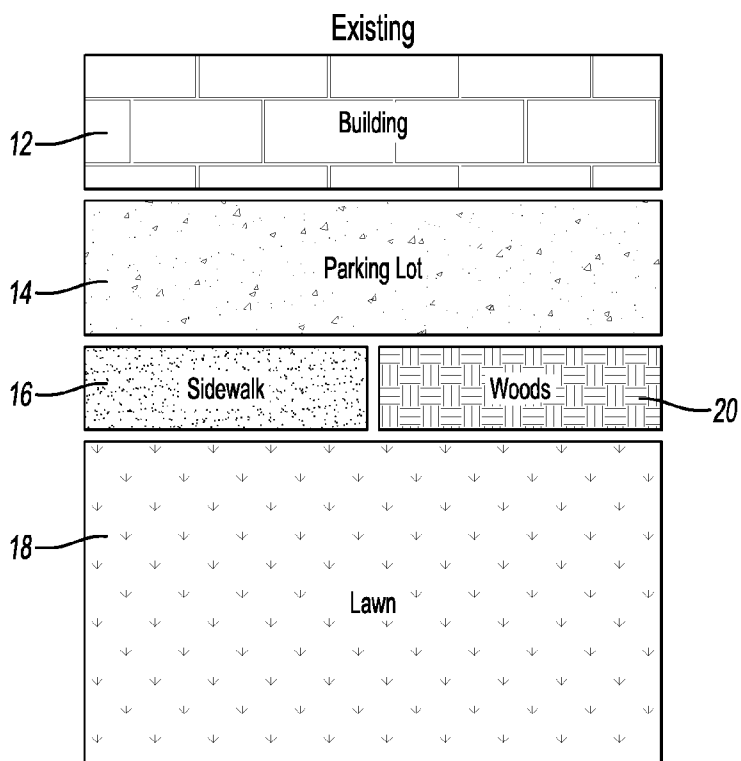 Existing
12
Building
14
Parking Lot
16
Sidewalk
Woods
20
18
Lawn